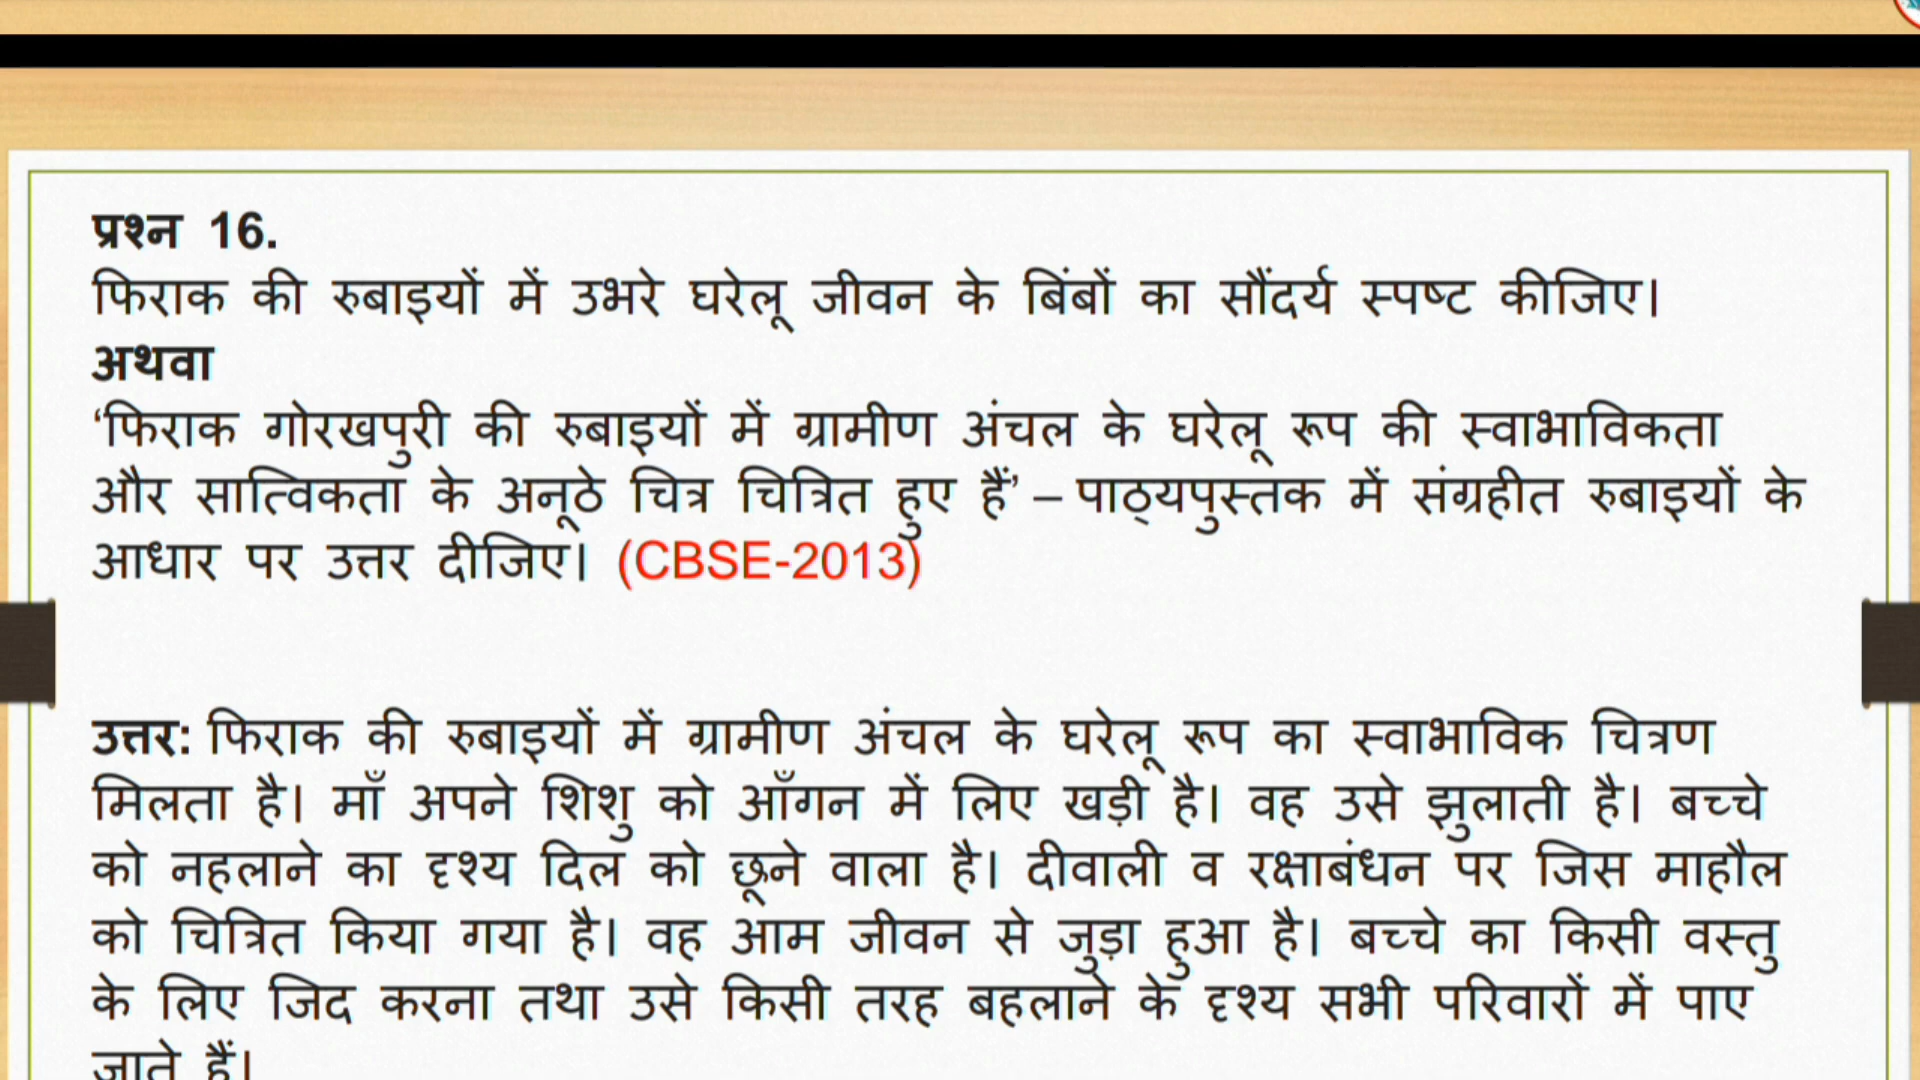 प्रश्न 16.
फिराक की रुबाइयों में उभरे घरेलू जीवन के बिंबों का सौंदर्य स्पष्ट कीजिए।
अथवा
‘फिराक गोरखपुरी की रुबाइयों में ग्रामीण अंचल के घरेलू रूप की स्वाभाविकता
और सात्विकता के अनूठे चित्र चित्रित हुए हैं’ – पाठ्यपुस्तक में संग्रहीत रुबाइयों के
आधार पर उत्तर दीजिए। (CBSE-2013)
उत्तर: फिराक की रुबाइयों में ग्रामीण अंचल के घरेलू रूप का स्वाभाविक चित्रण
मिलता है। माँ अपने शिशु को आँगन में लिए खड़ी है। वह उसे झुलाती है। बच्चे
को नहलाने का दृश्य दिल को छूने वाला है। दीवाली व रक्षाबंधन पर जिस माहौल
को चित्रित किया गया है। वह आम जीवन से जुड़ा हुआ है। बच्चे का किसी वस्तु
के लिए जिद करना तथा उसे किसी तरह बहलाने के दृश्य सभी परिवारों में पाए
जाते हैं।